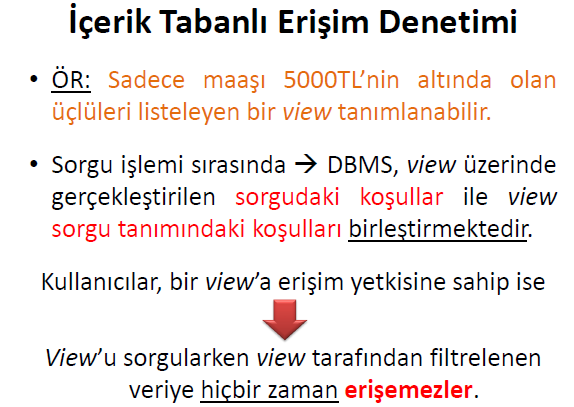 İçerik Tabanlı Erişim Denetimi
• ÖR: Sadece maaşı 5000TL’nin altında olan
üçlüleri listeleyen bir view tanımlanabilir.
• Sorgu işlemi sırasında → DBMS, view üzerinde
gerçekleştirilen sorgudaki koşullar ile view
sorgu tanımındaki koşulları birleştirmektedir.
Kullanıcılar, bir view’a erişim yetkisine sahip ise
View’u sorgularken view tarafından filtrelenen
veriye hiçbir zaman erişemezler.